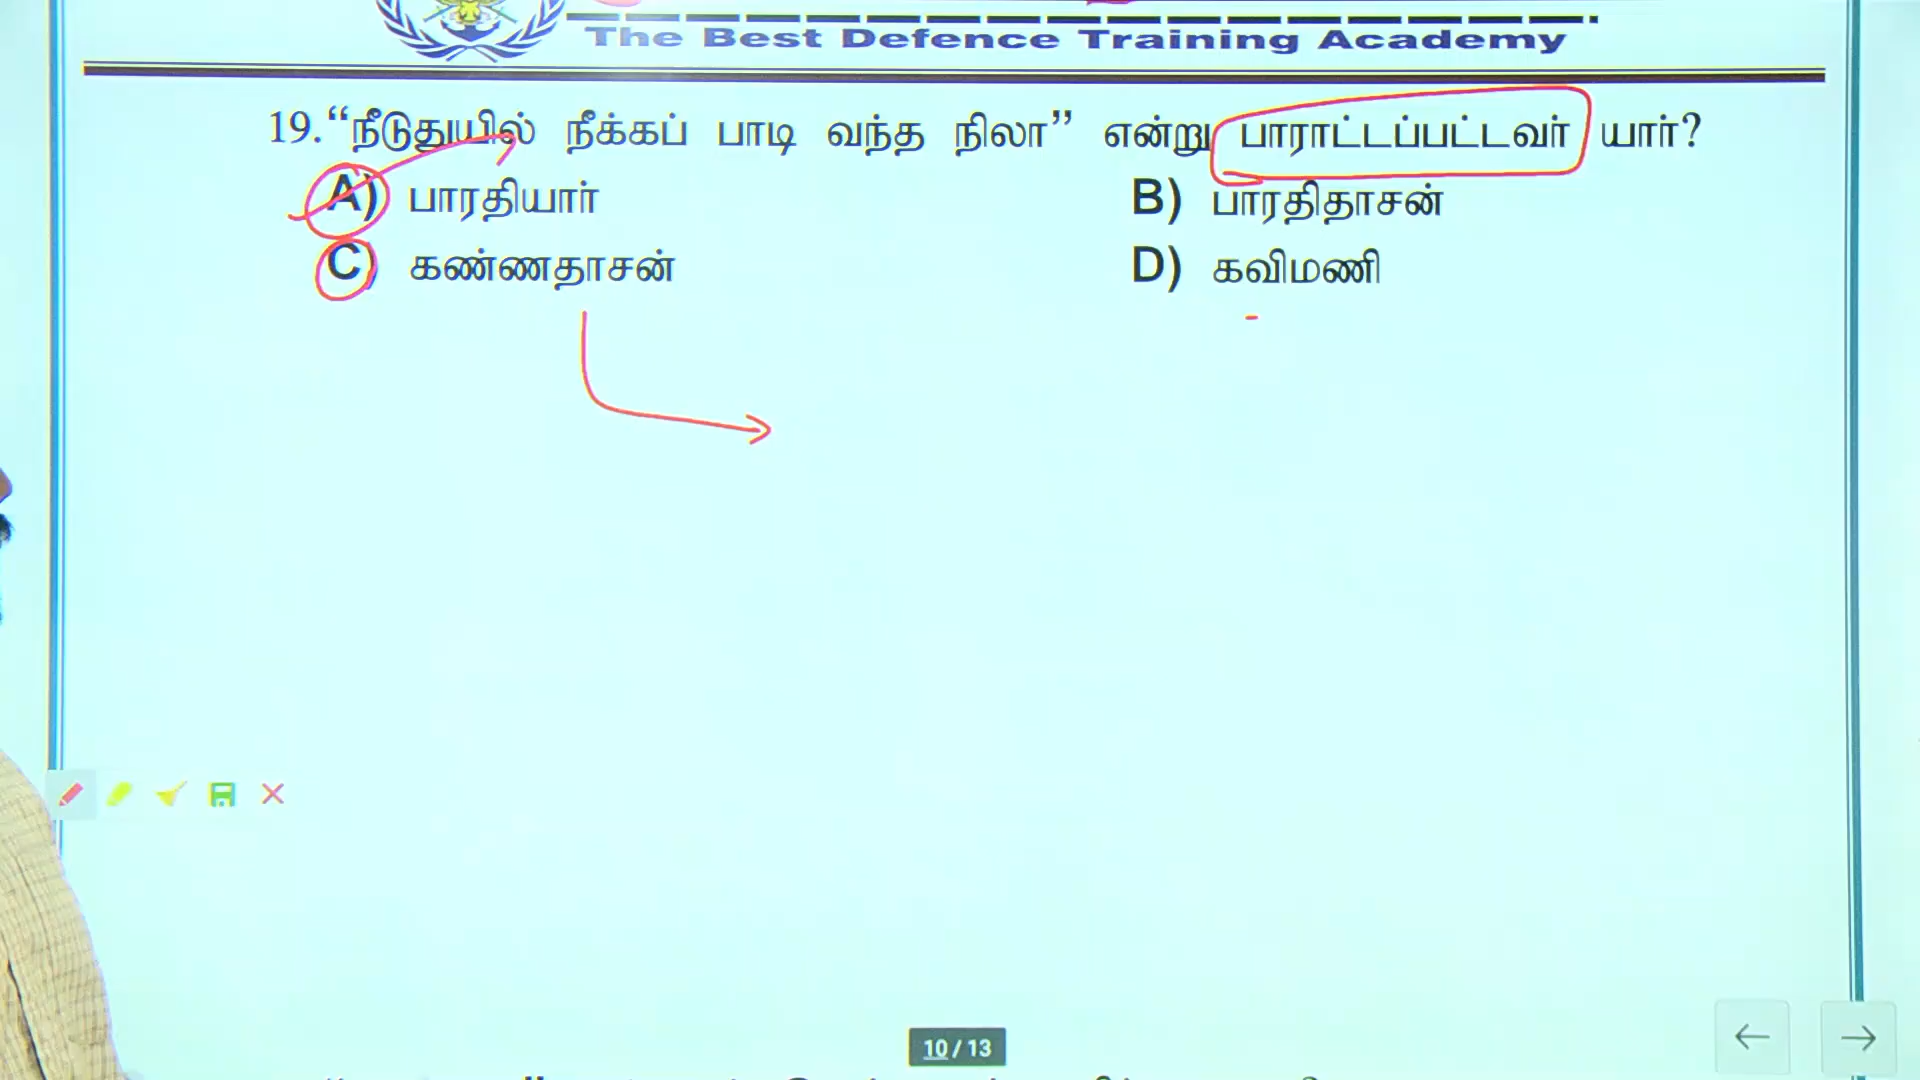 The Best Defence Training Academy
19. “நீடுதுயில் நீக்கப் பாடி வந்த நிலா” என்று பாராட்டப்பட்டவர் யார்?
A) பாரதியார் B) பாரதிதாசன்
C) கண்ணதாசன் D) கவிமணி
10 / 13